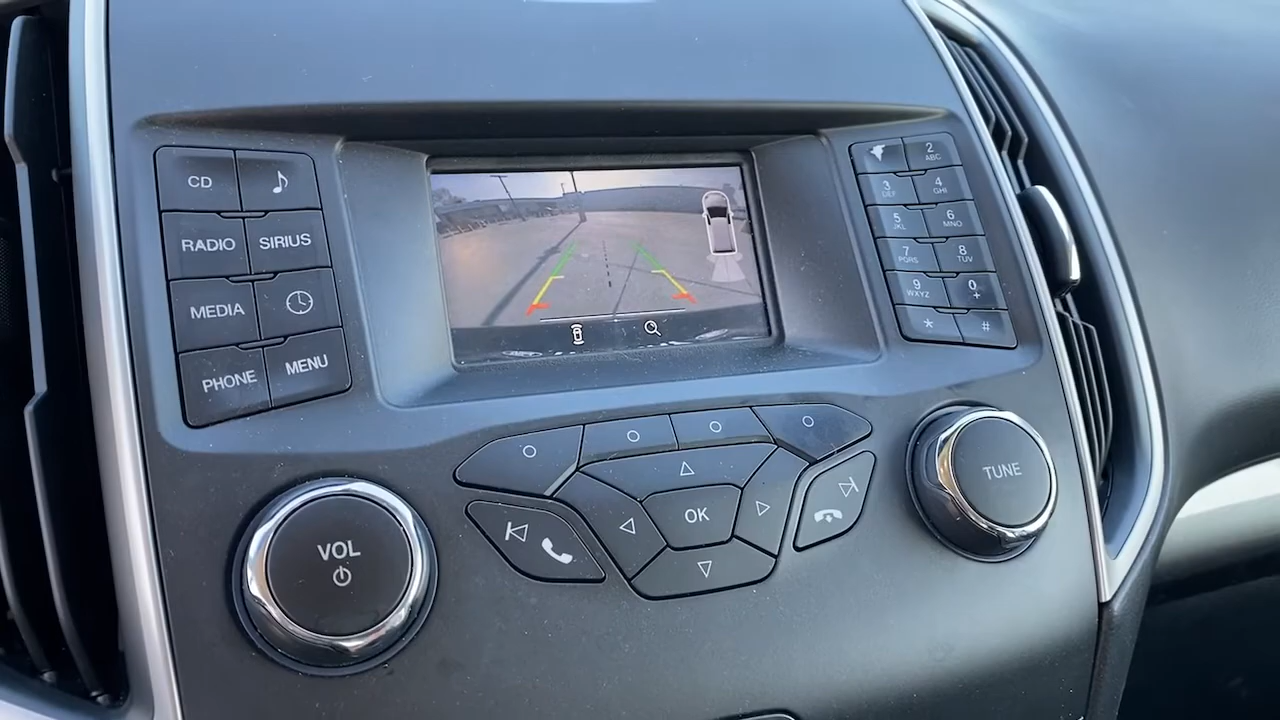 CD
RADIO
SIRIUS
MEDIA
PHONE
MENU
2
ABC
3
DEF
4
GHI
5
JKL
6
MNO
7
PQRS
8
TUV
9
WXYZ
0
+
*
#
OK
VOL
TUNE